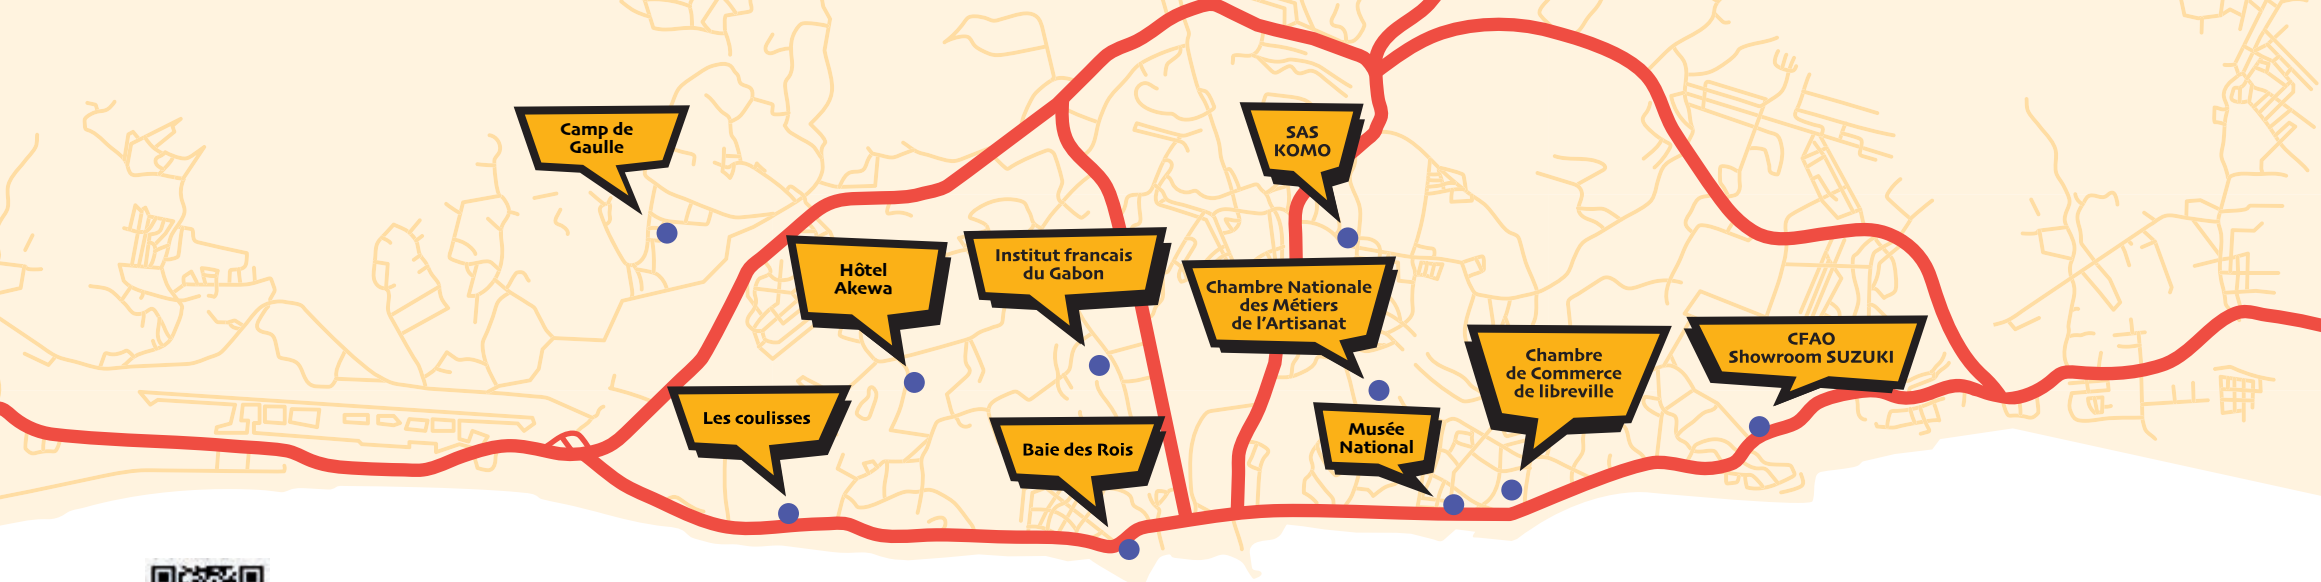 Camp de
Gaulle
SAS
KOMO
Hôtel
Akewa
Institut francais
du Gabon
Chambre Nationale
des Métiers
de l'Artisanat
Chambre
de Commerce
de libreville
CFAO
Showroom SUZUKI
Les coulisses
Baie des Rois
Musée
National